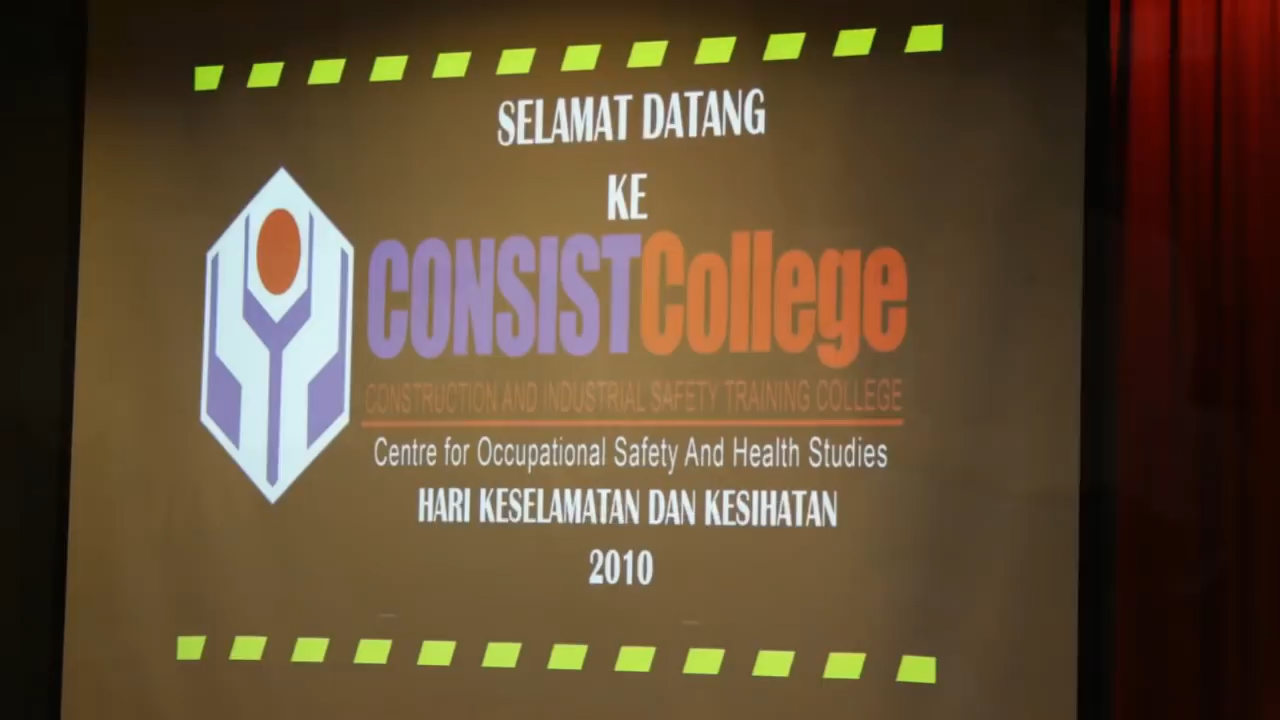 SELAMAT DATANG
KE
CONSISTCollege
CONSTRUCTION AND INDUSTRIAL SAFETY TRAINING COLLEGE
Centre for Occupational Safety And Health Studies
HARI KESELAMATAN DAN KESIHATAN
2010